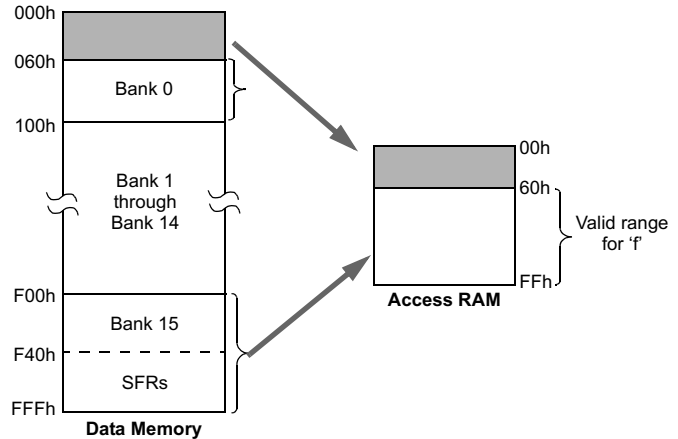 000h
060h
Bank 0
100h
Bank 1
through
Bank 14
F00h
Bank 15
F40h
SFRs
FFFh
Data Memory
00h
60h
Valid range
for ‘f’
FFh
Access RAM